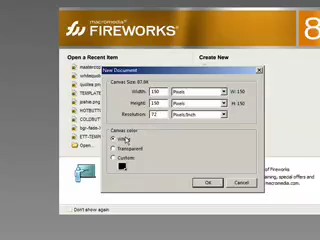 macromedia®
FIREWORKS®
8
Open a Recent Item
Create New
New Document
Canvas Size: 87.9K
Width: 150 Pixels W: 150
Height: 150 Pixels H: 150
Resolution: 72 Pixels/Inch
Canvas color
Transparent
Custom:
OK
Cancel
Open...
of Fireworks
special offers and
macromedia.com.
Don't show again